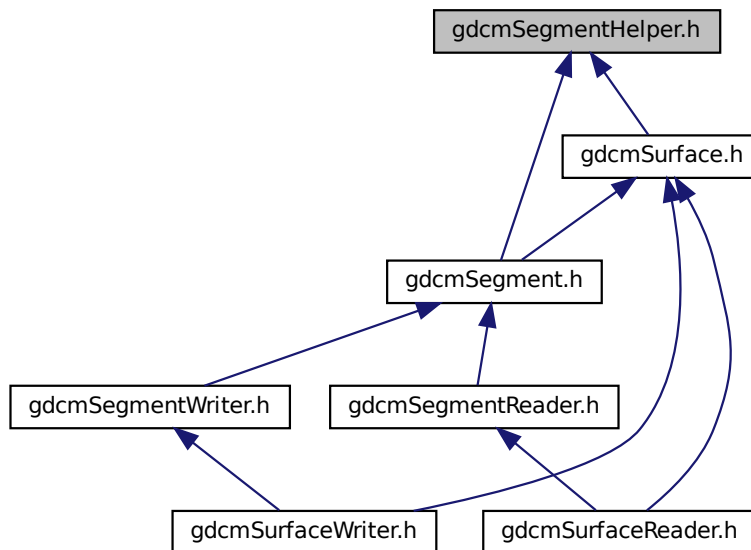 gdcmSegmentHelper.h
gdcmSurface.h
gdcmSegment.h
gdcmSegmentWriter.h
gdcmSegmentReader.h
gdcmSurfaceWriter.h
gdcmSurfaceReader.h